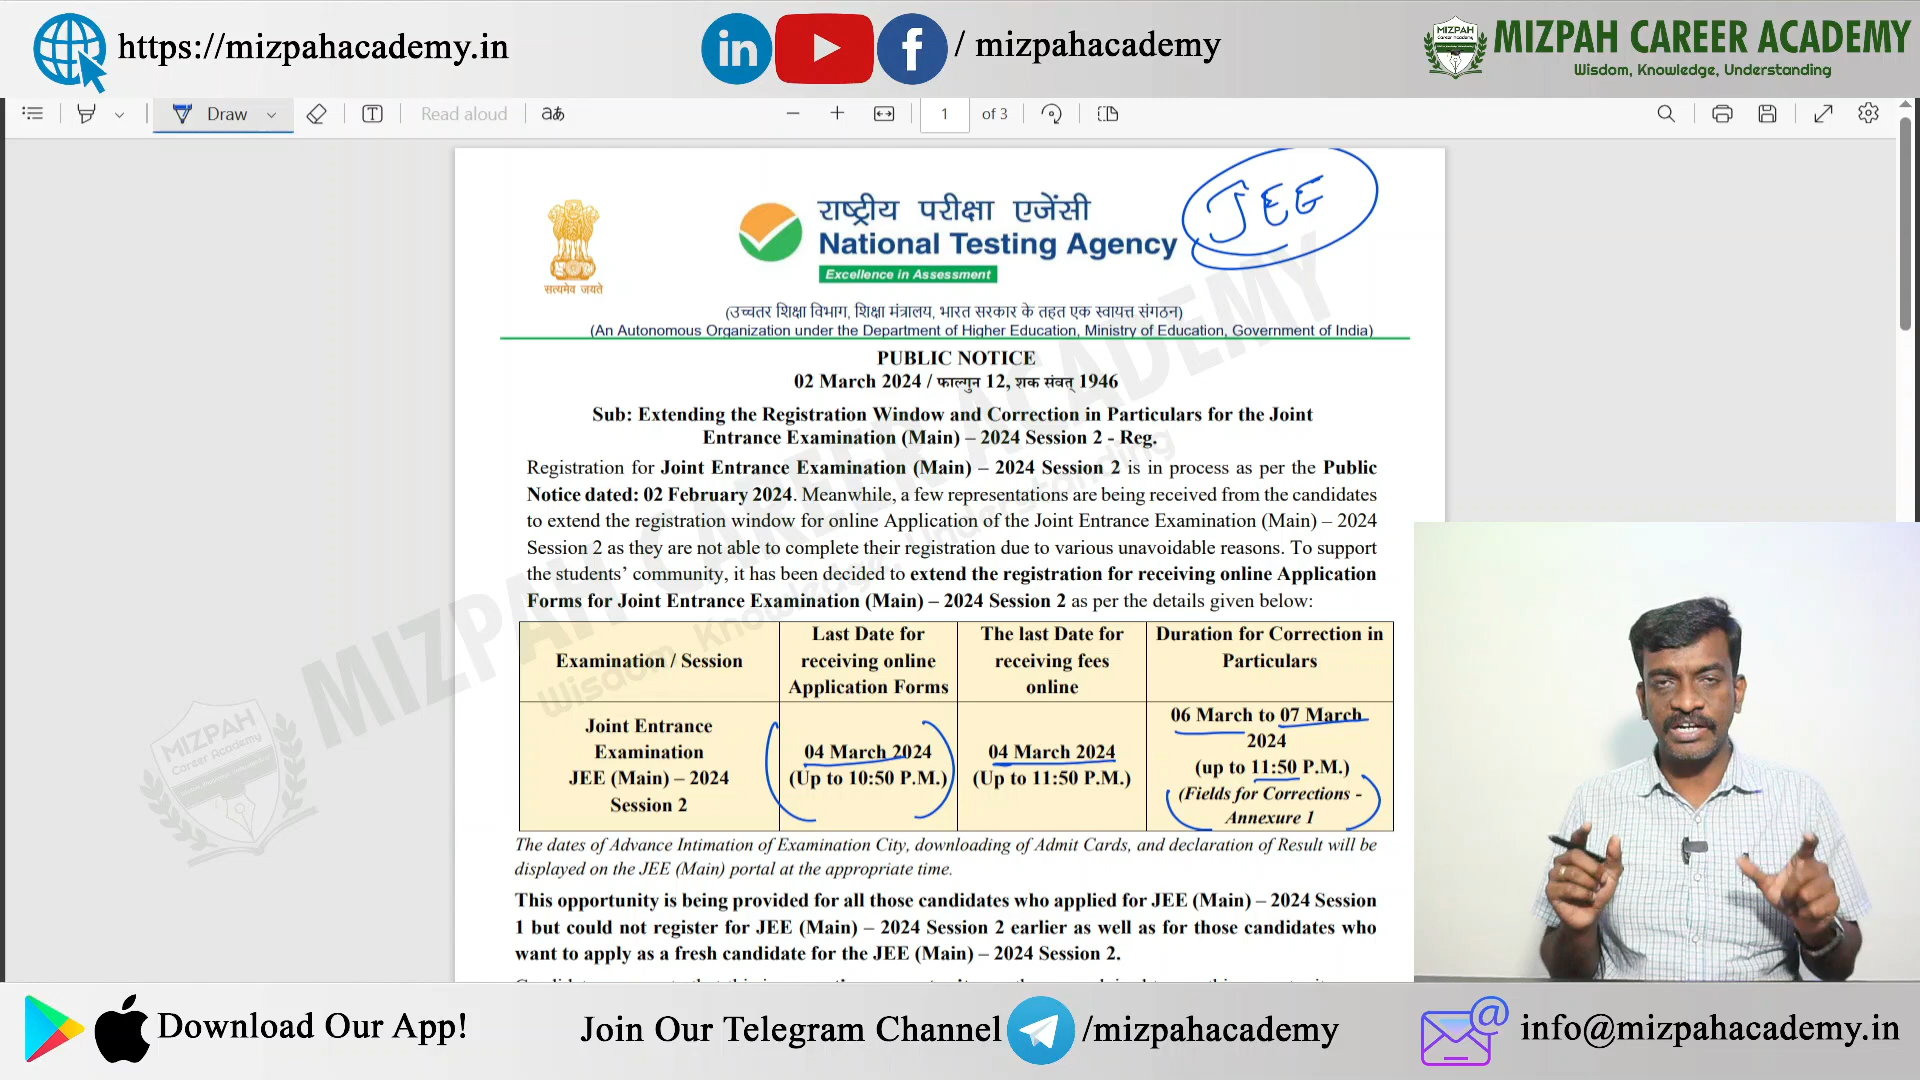 https://mizpahacademy.in
in
f
/ mizpahacademy
MIZPAH CAREER ACADEMY
Wisdom, Knowledge, Understanding
Draw
T
Read aloud
aあ
1 of 3
JEE
राष्ट्रीय परीक्षा एजेंसी
National Testing Agency
Excellence in Assessment
सत्यमेव जयते
(उच्चतर शिक्षा विभाग, शिक्षा मंत्रालय, भारत सरकार के तहत एक स्वायत्त संगठन)
(An Autonomous Organization under the Department of Higher Education, Ministry of Education, Government of India)
PUBLIC NOTICE
02 March 2024 / फाल्गुन 12, शक संवत् 1946
Sub: Extending the Registration Window and Correction in Particulars for the Joint
Entrance Examination (Main) – 2024 Session 2 - Reg.
Registration for Joint Entrance Examination (Main) – 2024 Session 2 is in process as per the Public
Notice dated: 02 February 2024. Meanwhile, a few representations are being received from the candidates
to extend the registration window for online Application of the Joint Entrance Examination (Main) – 2024
Session 2 as they are not able to complete their registration due to various unavoidable reasons. To support
the students' community, it has been decided to extend the registration for receiving online Application
Forms for Joint Entrance Examination (Main) – 2024 Session 2 as per the details given below:
Examination / Session
Last Date for
receiving online
Application Forms
The last Date for
receiving fees
online
Duration for Correction in
Particulars
Joint Entrance
Examination
JEE (Main) – 2024
Session 2
04 March 2024
(Up to 10:50 P.M.)
04 March 2024
(Up to 11:50 P.M.)
06 March to 07 March
2024
(up to 11:50 P.M.)
(Fields for Corrections -
Annexure 1
The dates of Advance Intimation of Examination City, downloading of Admit Cards, and declaration of Result will be
displayed on the JEE (Main) portal at the appropriate time.
This opportunity is being provided for all those candidates who applied for JEE (Main) – 2024 Session
1 but could not register for JEE (Main) – 2024 Session 2 earlier as well as for those candidates who
want to apply as a fresh candidate for the JEE (Main) – 2024 Session 2.
MIZPAH CAREER ACADEMY
Wisdom, Knowledge, Understanding
MIZPAH
Career Academy
Download Our App!
Join Our Telegram Channel
/mizpahacademy
@
info@mizpahacademy.in